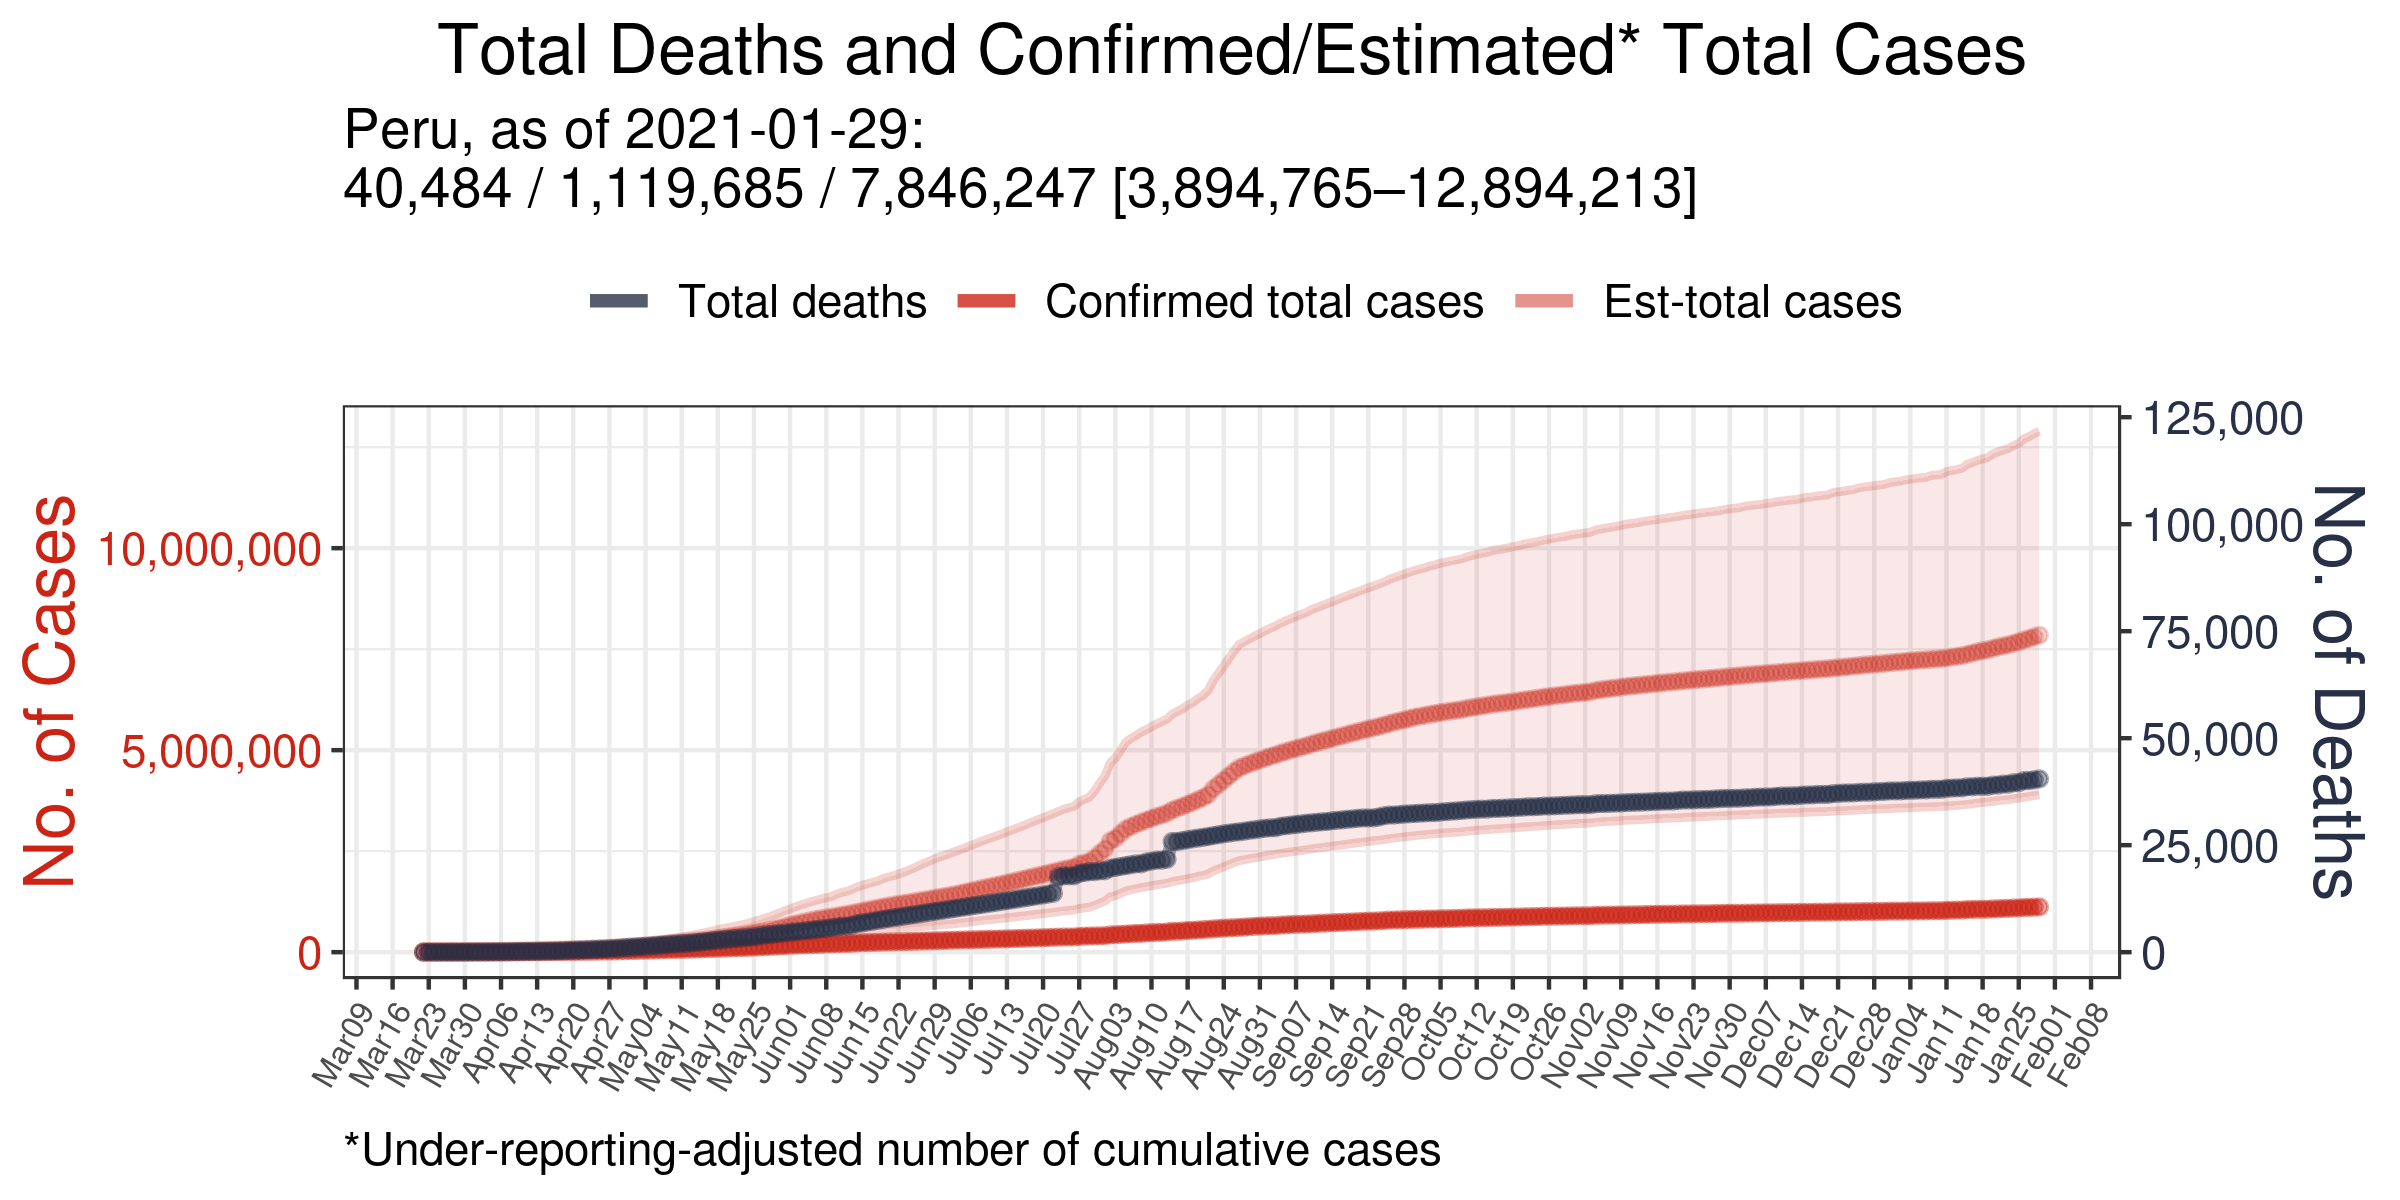 Total Deaths and Confirmed/Estimated* Total Cases
Peru, as of 2021-01-29:
40,484 / 1,119,685 / 7,846,247 [3,894,765–12,894,213]
Total deaths
Confirmed total cases
Est-total cases
No. of Cases
10,000,000
5,000,000
0
125,000
100,000
75,000
50,000
25,000
0
No. of Deaths
Mar09
Mar16
Mar23
Mar30
Apr06
Apr13
Apr20
Apr27
May04
May11
May18
May25
Jun01
Jun08
Jun15
Jun22
Jun29
Jul06
Jul13
Jul20
Jul27
Aug03
Aug10
Aug17
Aug24
Aug31
Sep07
Sep14
Sep21
Sep28
Oct05
Oct12
Oct19
Oct26
Nov02
Nov09
Nov16
Nov23
Nov30
Dec07
Dec14
Dec21
Dec28
Jan04
Jan11
Jan18
Jan25
Feb01
Feb08
*Under-reporting-adjusted number of cumulative cases